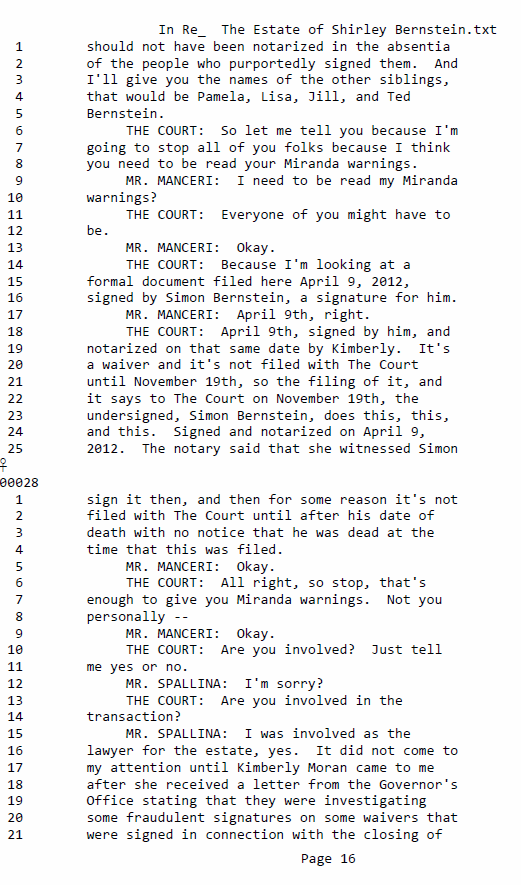 In Re_  The Estate of Shirley Bernstein.txt
1 should not have been notarized in the absentia
2 of the people who purportedly signed them.  And
3 I'll give you the names of the other siblings,
4 that would be Pamela, Lisa, Jill, and Ted
5 Bernstein.
6 THE COURT:  So let me tell you because I'm
7 going to stop all of you folks because I think
8 you need to be read your Miranda warnings.
9 MR. MANCERI:  I need to be read my Miranda
10 warnings?
11 THE COURT:  Everyone of you might have to
12 be.
13 MR. MANCERI:  Okay.
14 THE COURT:  Because I'm looking at a
15 formal document filed here April 9, 2012,
16 signed by Simon Bernstein, a signature for him.
17 MR. MANCERI:  April 9th, right.
18 THE COURT:  April 9th, signed by him, and
19 notarized on that same date by Kimberly.  It's
20 a waiver and it's not filed with The Court
21 until November 19th, so the filing of it, and
22 it says to The Court on November 19th, the
23 undersigned, Simon Bernstein, does this, this,
24 and this.  Signed and notarized on April 9,
25 2012.  The notary said that she witnessed Simon
♀
00028
1 sign it then, and then for some reason it's not
2 filed with The Court until after his date of
3 death with no notice that he was dead at the
4 time that this was filed.
5 MR. MANCERI:  Okay.
6 THE COURT:  All right, so stop, that's
7 enough to give you Miranda warnings.  Not you
8 personally --
9 MR. MANCERI:  Okay.
10 THE COURT:  Are you involved?  Just tell
11 me yes or no.
12 MR. SPALLINA:  I'm sorry?
13 THE COURT:  Are you involved in the
14 transaction?
15 MR. SPALLINA:  I was involved as the
16 lawyer for the estate, yes.  It did not come to
17 my attention until Kimberly Moran came to me
18 after she received a letter from the Governor's
19 Office stating that they were investigating
20 some fraudulent signatures on some waivers that
21 were signed in connection with the closing of
Page 16